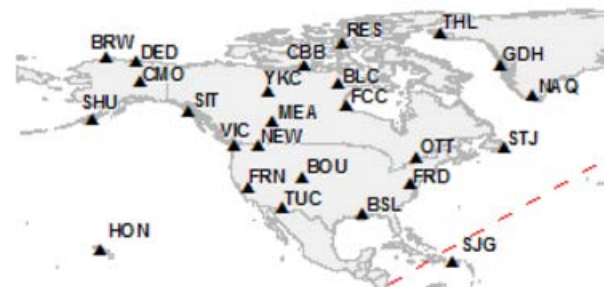 RES
THL
BRW
DED
CBB
GDH
CMO
YKC
BLC
NAQ
FCC
SHU
SIT
MEA
VIC
NEW
OTT
STJ
FRN
BOU
FRD
TUC
BSL
HON
SJG